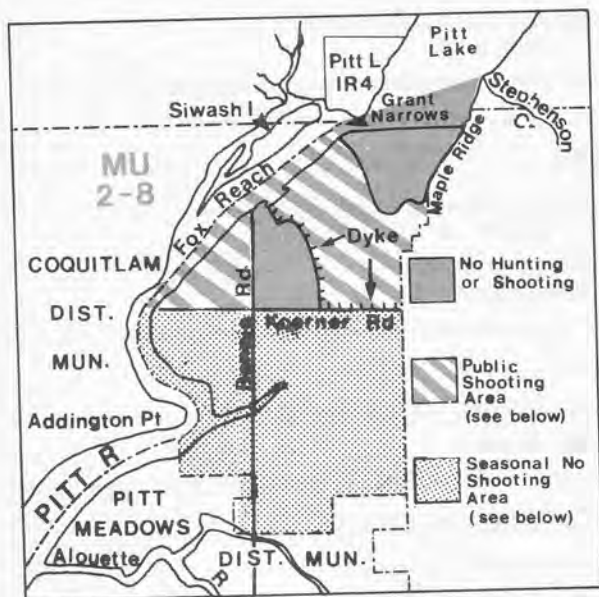 Pitt
Lake
Pitt L
IR4
Siwash I
Grant
Narrows
Stephenson
C.
MU
2-8
Fox Reach
Maple Ridge
Dyke
COQUITLAM
DIST.
MUN.
Rd
Koerner Rd
No Hunting
or Shooting
Public
Shooting
Area
(see below)
Addington Pt
PITT R
Seasonal No
Shooting
Area
(see below)
PITT
MEADOWS
Alouette
R
DIST. MUN.